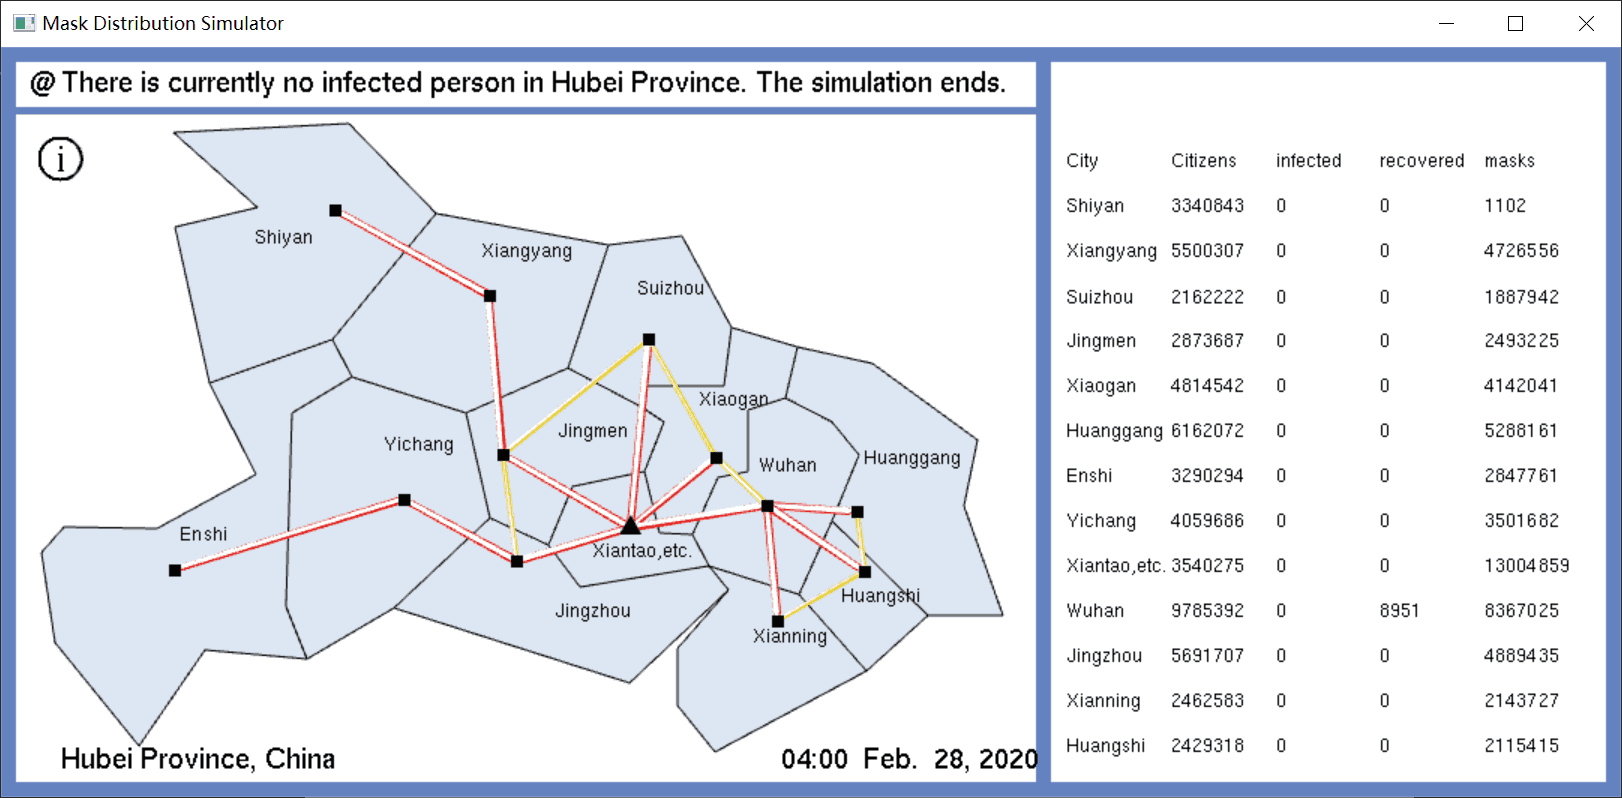 Mask Distribution Simulator
@ There is currently no infected person in Hubei Province. The simulation ends.
i
Shiyan
Xiangyang
Suizhou
Xiaogan
Jingmen
Yichang
Wuhan
Huanggang
Enshi
Xiantao,etc.
Huangshi
Jingzhou
Xianning
Hubei Province, China
04:00 Feb. 28, 2020
City Citizens infected recovered masks
Shiyan 3340843 0 0 1102
Xiangyang 5500307 0 0 4726556
Suizhou 2162222 0 0 1887942
Jingmen 2873687 0 0 2493225
Xiaogan 4814542 0 0 4142041
Huanggang 6162072 0 0 5288161
Enshi 3290294 0 0 2847761
Yichang 4059686 0 0 3501682
Xiantao,etc. 3540275 0 0 13004859
Wuhan 9785392 0 8951 8367025
Jingzhou 5691707 0 0 4889435
Xianning 2462583 0 0 2143727
Huangshi 2429318 0 0 2115415